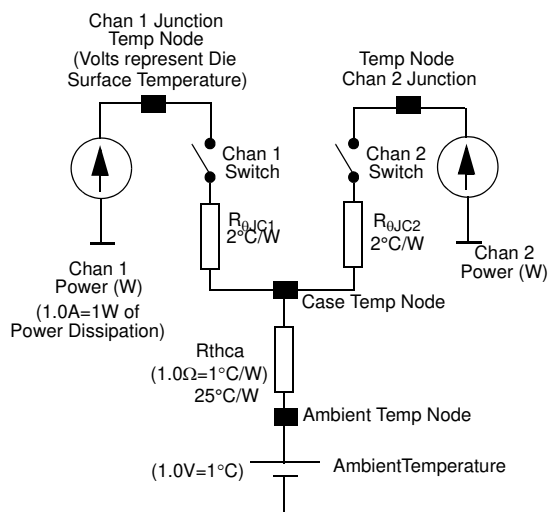 Chan 1 Junction
Temp Node
(Volts represent Die
Surface Temperature)
Temp Node
Chan 2 Junction
Chan 1
Switch
Chan 2
Switch
RθJC1
2°C/W
RθJC2
2°C/W
Chan 1
Power (W)
(1.0A=1W of
Power Dissipation)
Chan 2
Power (W)
Case Temp Node
Rthca
(1.0Ω=1°C/W)
25°C/W
Ambient Temp Node
(1.0V=1°C)
AmbientTemperature